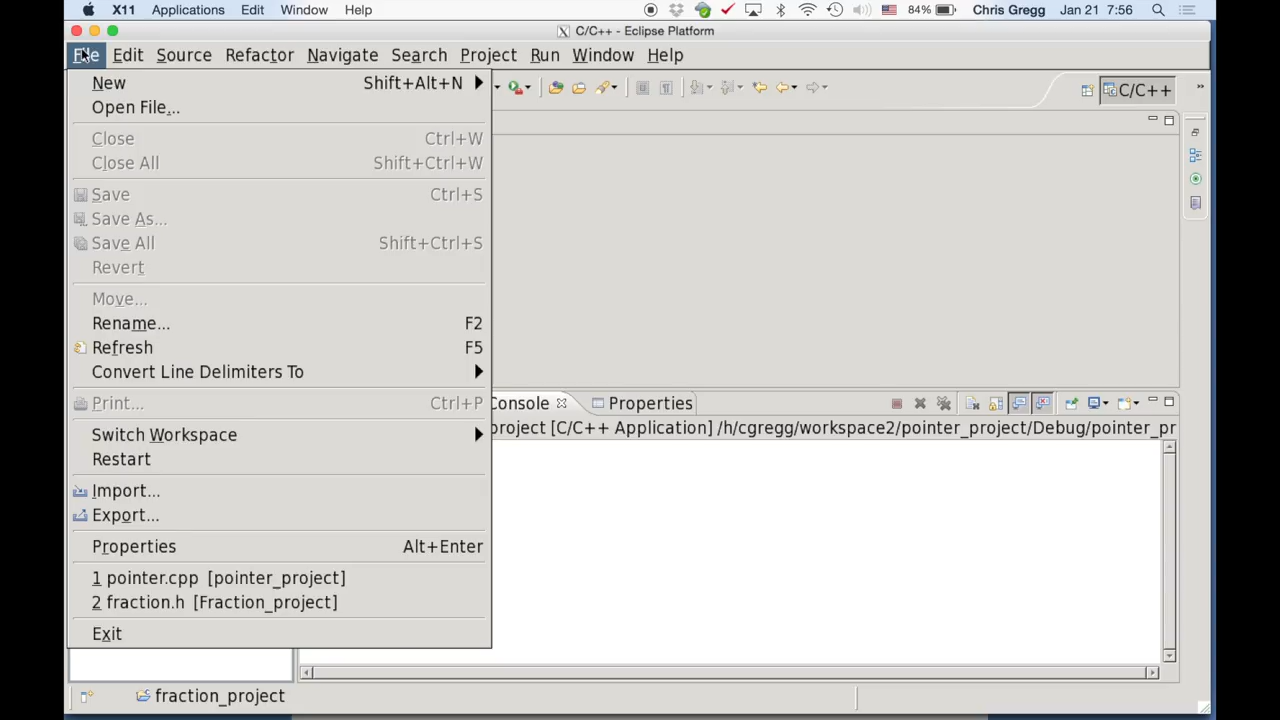 X11 Applications Edit Window Help 84% Chris Gregg Jan 21 7:56
C/C++ - Eclipse Platform
File Edit Source Refactor Navigate Search Project Run Window Help
New Shift+Alt+N
C/C++
Open File...
Close Ctrl+W
Close All Shift+Ctrl+W
Save Ctrl+S
Save As...
Save All Shift+Ctrl+S
Revert
Move...
Rename... F2
Refresh F5
Convert Line Delimiters To
Print... Ctrl+P
Console Properties
project [C/C++ Application] /h/cgregg/workspace2/pointer_project/Debug/pointer_pr
Switch Workspace
Restart
Import...
Export...
Properties Alt+Enter
1 pointer.cpp [pointer_project]
2 fraction.h [Fraction_project]
Exit
fraction_project